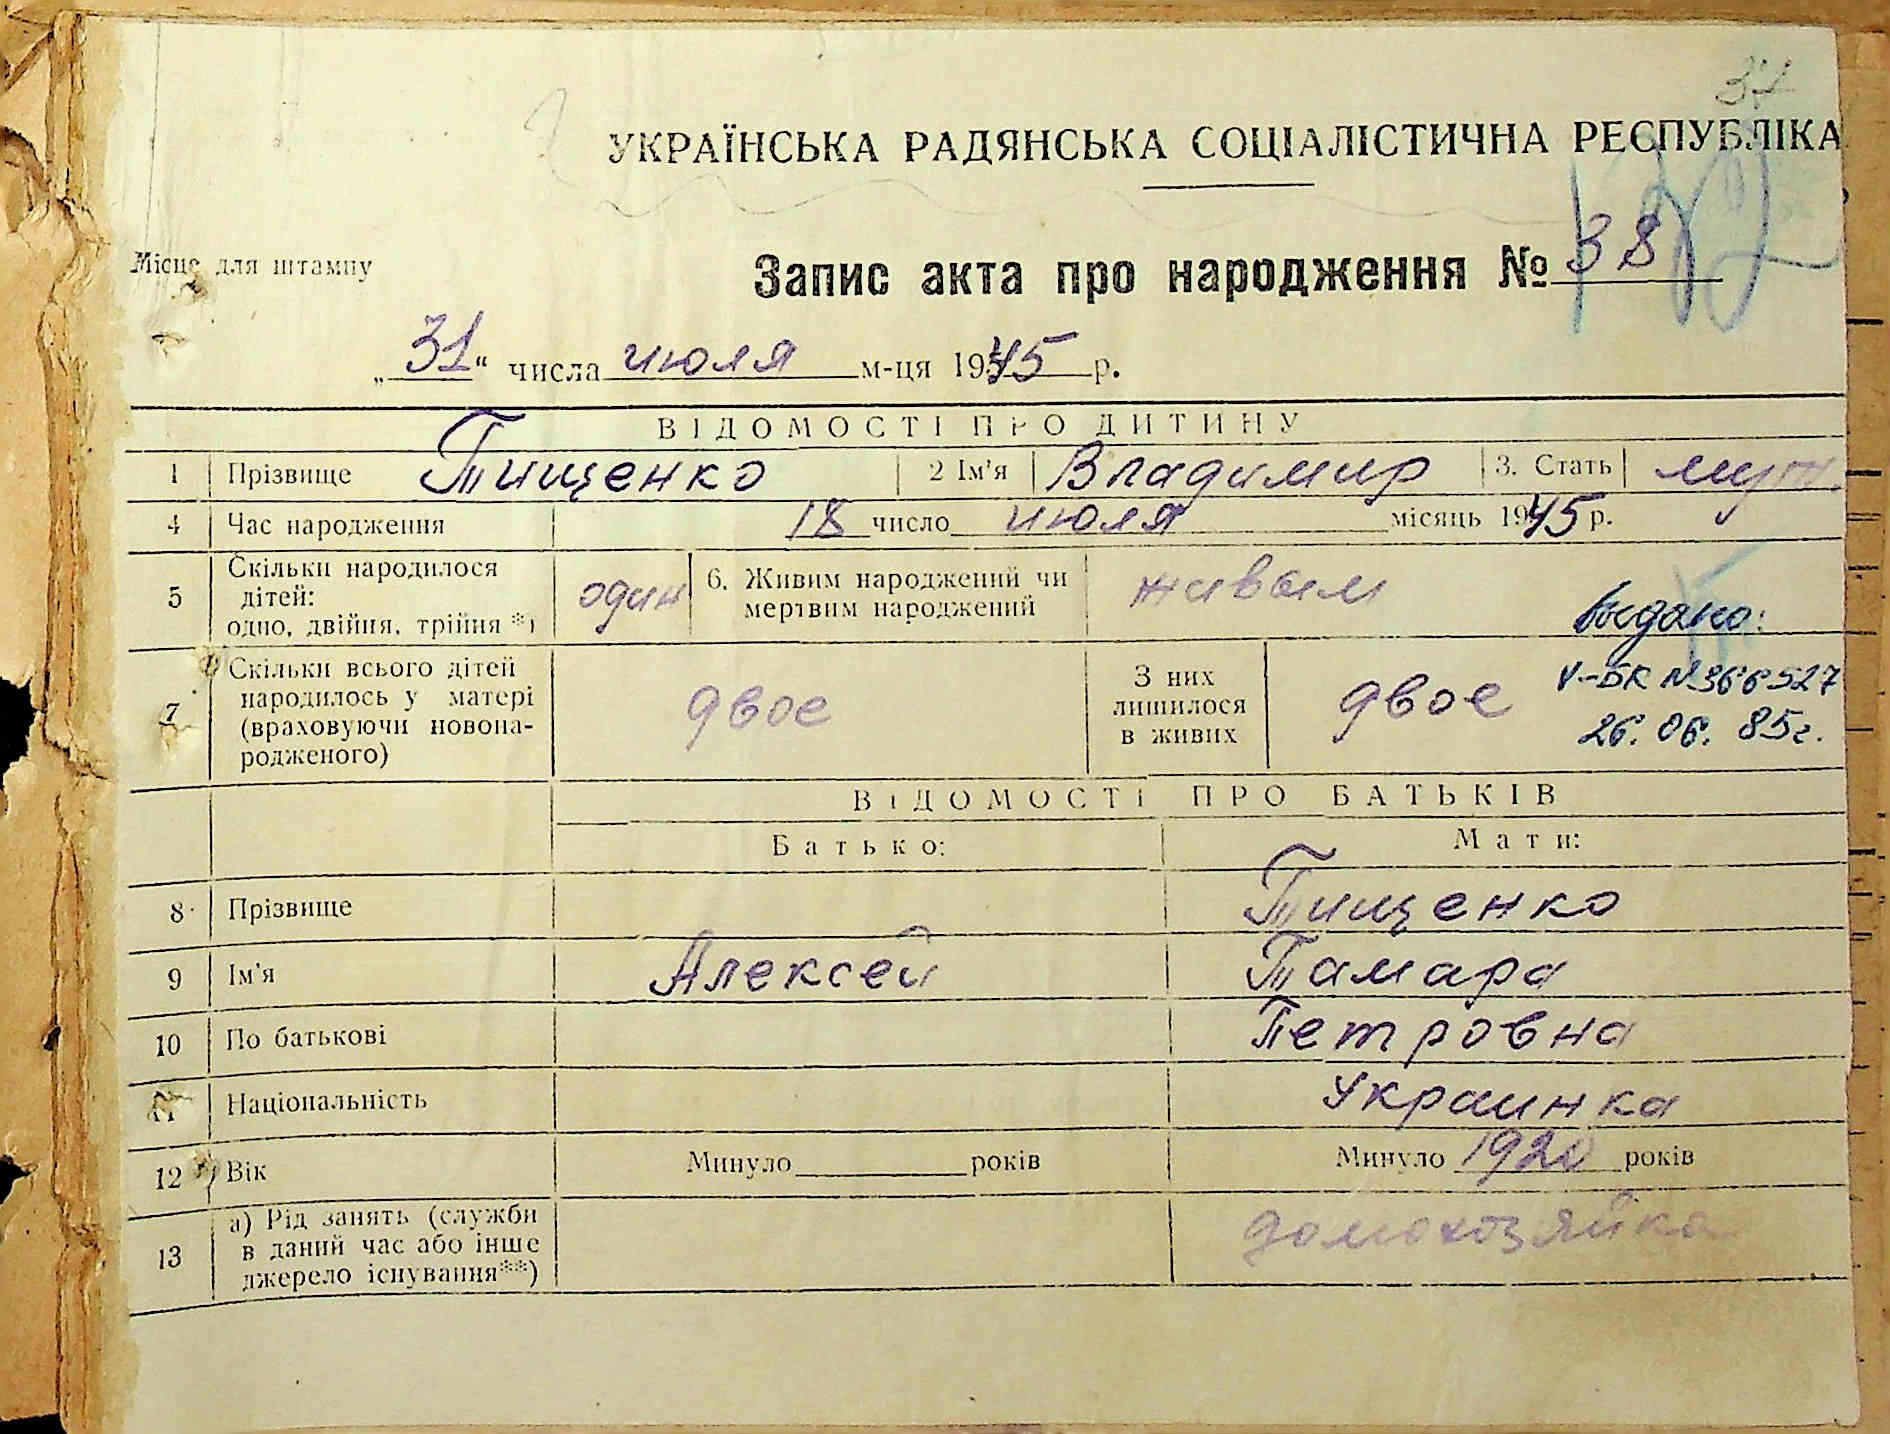 37
УКРАЇНСЬКА РАДЯНСЬКА СОЦІАЛІСТИЧНА РЕСПУБЛІКА
Місце для штампу
Запис акта про народження № 38
„31“ числа июля м-ця 1945 р.
ВІДОМОСТІ ПРО ДИТИНУ
1 Прізвище Тищенко 2 Ім'я Владимир 3. Стать муж.
4 Час народження 18 число июля місяць 1945 р.
5 Скільки народилося дітей: одно, двійня, трійня *) один 6. Живим народжений чи мертвим народжений живым
Выдано:
V-БК № 366527
26. 06. 85г.
7 Скільки всього дітей народилось у матері (враховуючи новона-родженого) двое З них лишилося в живих двое
ВІДОМОСТІ ПРО БАТЬКІВ
Батько: Мати:
8 Прізвище Тищенко
9 Ім'я Алексей Тамара
10 По батькові Петровна
11 Національність Украинка
12 Вік Минуло років Минуло 1920 років
13 а) Рід занять (служби в даний час або інше джерело існування**) домохозяйка